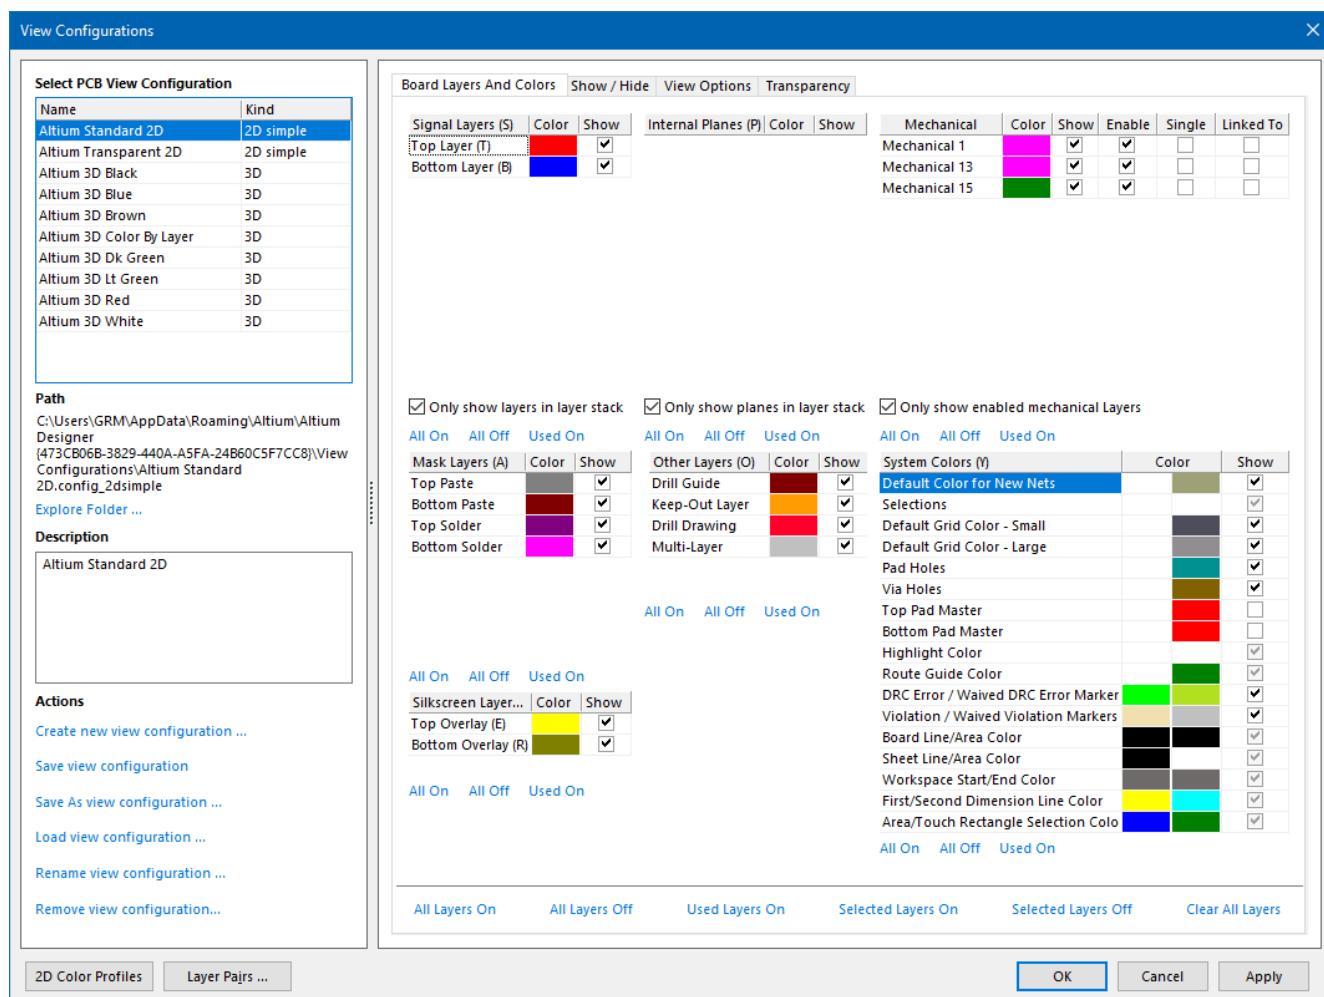 View Configurations
Select PCB View Configuration
Name Kind
Altium Standard 2D 2D simple
Altium Transparent 2D 2D simple
Altium 3D Black 3D
Altium 3D Blue 3D
Altium 3D Brown 3D
Altium 3D Color By Layer 3D
Altium 3D Dk Green 3D
Altium 3D Lt Green 3D
Altium 3D Red 3D
Altium 3D White 3D
Path
C:\Users\GRM\AppData\Roaming\Altium\Altium
Designer
{473CB06B-3829-440A-A5FA-24B60C5F7CC8}\View
Configurations\Altium Standard
2D.config_2dsimple
Explore Folder ...
Description
Altium Standard 2D
Actions
Create new view configuration ...
Save view configuration
Save As view configuration ...
Load view configuration ...
Rename view configuration ...
Remove view configuration...
Board Layers And Colors Show / Hide View Options Transparency
Signal Layers (S) Color Show
Top Layer (T)
Bottom Layer (B)
Only show layers in layer stack
All On All Off Used On
Internal Planes (P) Color Show
Only show planes in layer stack
All On All Off Used On
Mechanical Color Show Enable Single Linked To
Mechanical 1
Mechanical 13
Mechanical 15
Only show enabled mechanical Layers
All On All Off Used On
Mask Layers (A) Color Show
Top Paste
Bottom Paste
Top Solder
Bottom Solder
All On All Off Used On
Other Layers (O) Color Show
Drill Guide
Keep-Out Layer
Drill Drawing
Multi-Layer
All On All Off Used On
Silkscreen Layer... Color Show
Top Overlay (E)
Bottom Overlay (R)
All On All Off Used On
System Colors (Y) Color Show
Default Color for New Nets
Selections
Default Grid Color - Small
Default Grid Color - Large
Pad Holes
Via Holes
Top Pad Master
Bottom Pad Master
Highlight Color
Route Guide Color
DRC Error / Waived DRC Error Marker
Violation / Waived Violation Markers
Board Line/Area Color
Sheet Line/Area Color
Workspace Start/End Color
First/Second Dimension Line Color
Area/Touch Rectangle Selection Colo
All On All Off Used On
All Layers On All Layers Off Used Layers On Selected Layers On Selected Layers Off Clear All Layers
2D Color Profiles Layer Pairs ... OK Cancel Apply